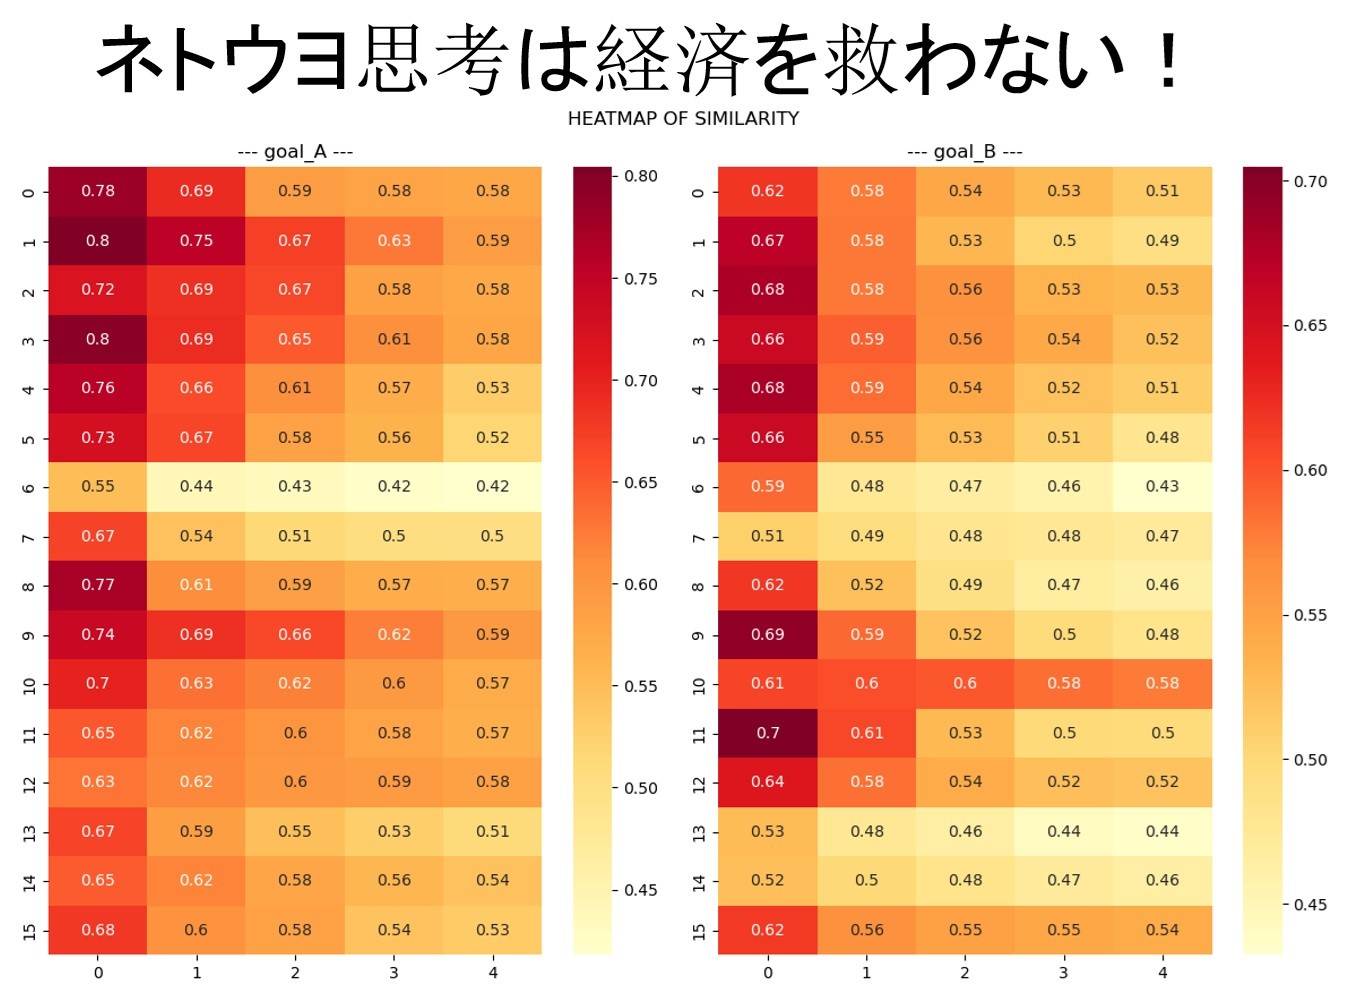 ネトウヨ思考は経済を救わない！
HEATMAP OF SIMILARITY
--- goal_A ---
0 0.78 0.69 0.59 0.58 0.58
1 0.8 0.75 0.67 0.63 0.59
2 0.72 0.69 0.67 0.58 0.58
3 0.8 0.69 0.65 0.61 0.58
4 0.76 0.66 0.61 0.57 0.53
5 0.73 0.67 0.58 0.56 0.52
6 0.55 0.44 0.43 0.42 0.42
7 0.67 0.54 0.51 0.5 0.5
8 0.77 0.61 0.59 0.57 0.57
9 0.74 0.69 0.66 0.62 0.59
10 0.7 0.63 0.62 0.6 0.57
11 0.65 0.62 0.6 0.58 0.57
12 0.63 0.62 0.6 0.59 0.58
13 0.67 0.59 0.55 0.53 0.51
14 0.65 0.62 0.58 0.56 0.54
15 0.68 0.6 0.58 0.54 0.53
0 1 2 3 4
0.80
0.75
0.70
0.65
0.60
0.55
0.50
0.45
--- goal_B ---
0 0.62 0.58 0.54 0.53 0.51
1 0.67 0.58 0.53 0.5 0.49
2 0.68 0.58 0.56 0.53 0.53
3 0.66 0.59 0.56 0.54 0.52
4 0.68 0.59 0.54 0.52 0.51
5 0.66 0.55 0.53 0.51 0.48
6 0.59 0.48 0.47 0.46 0.43
7 0.51 0.49 0.48 0.48 0.47
8 0.62 0.52 0.49 0.47 0.46
9 0.69 0.59 0.52 0.5 0.48
10 0.61 0.6 0.6 0.58 0.58
11 0.7 0.61 0.53 0.5 0.5
12 0.64 0.58 0.54 0.52 0.52
13 0.53 0.48 0.46 0.44 0.44
14 0.52 0.5 0.48 0.47 0.46
15 0.62 0.56 0.55 0.55 0.54
0 1 2 3 4
0.70
0.65
0.60
0.55
0.50
0.45